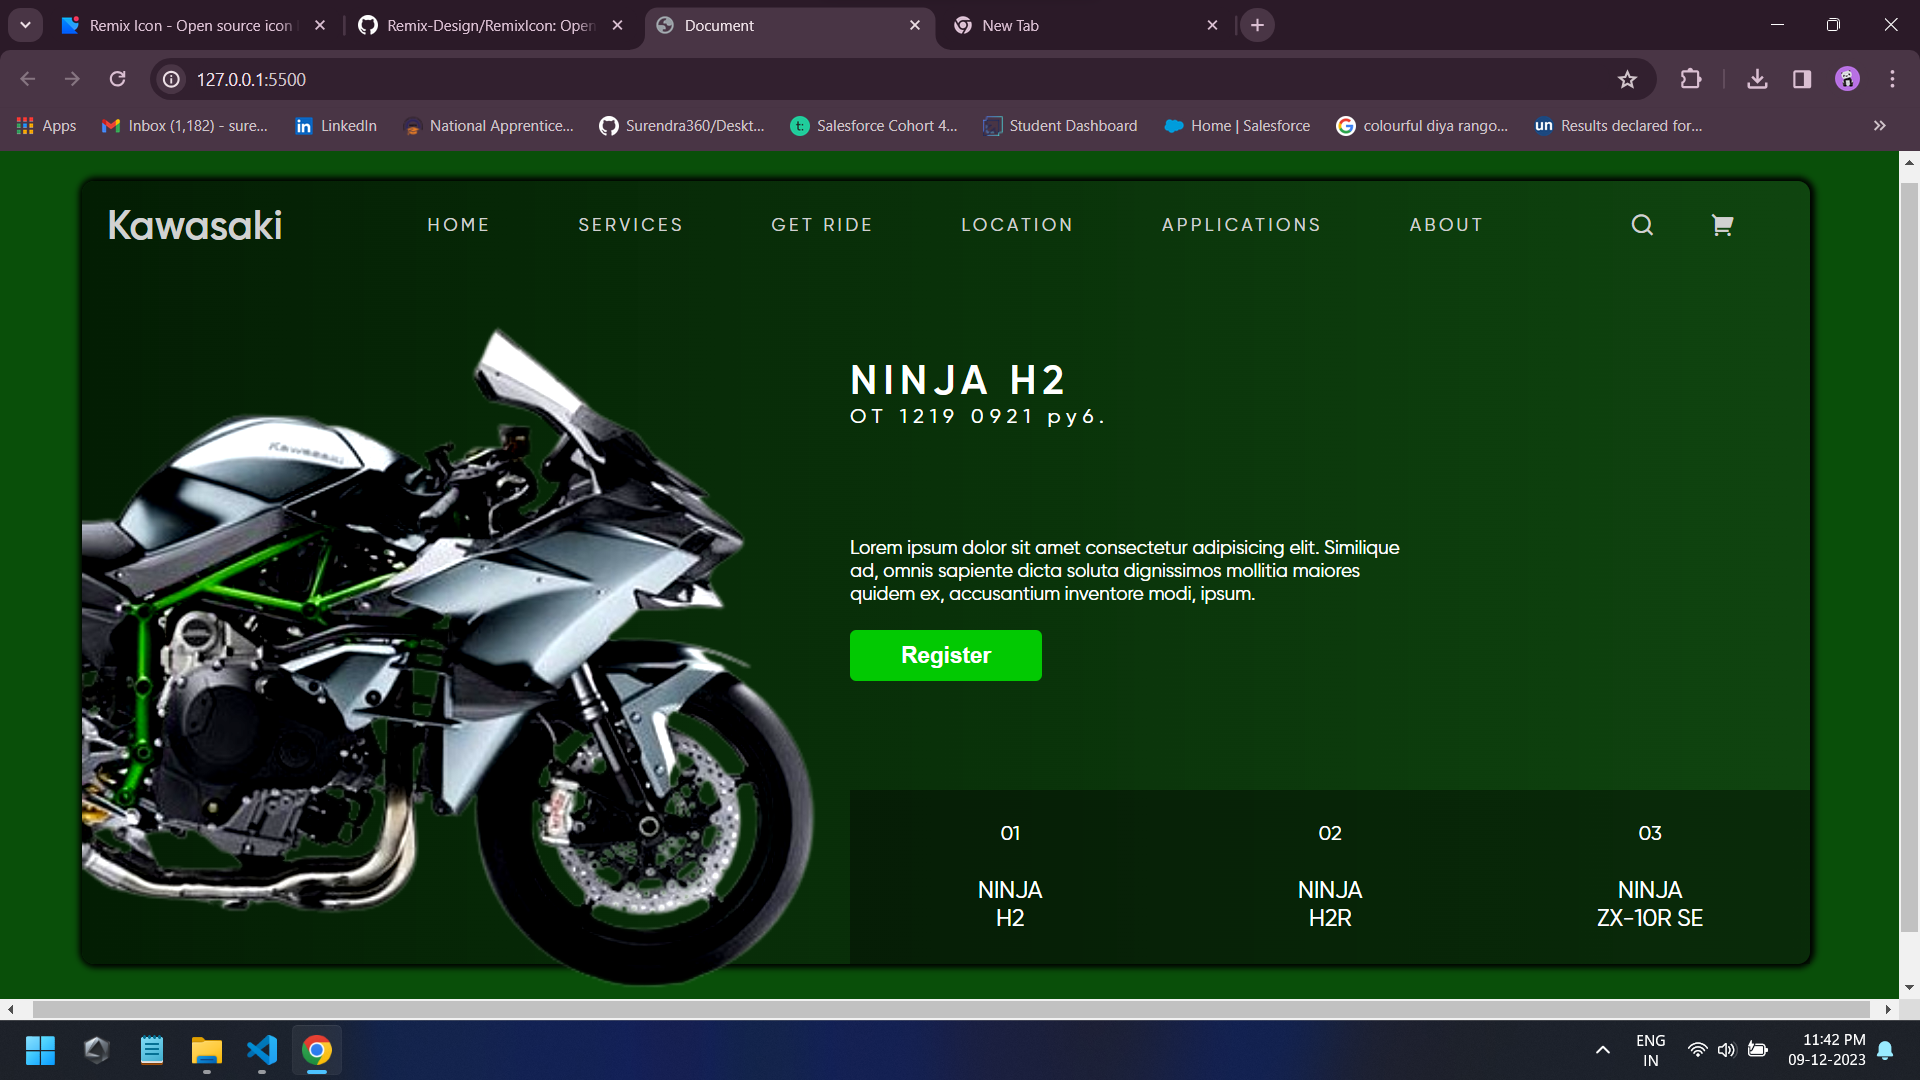 Remix Icon - Open source icon
Remix-Design/RemixIcon: Open
Document
New Tab
127.0.0.1:5500
Apps
Inbox (1,182) - sure...
LinkedIn
National Apprentice...
Surendra360/Deskt...
Salesforce Cohort 4...
Student Dashboard
Home | Salesforce
colourful diya rango...
un
Results declared for...
Kawasaki
HOME
SERVICES
GET RIDE
LOCATION
APPLICATIONS
ABOUT
Kawasaki
NINJA H2
OT 1219 0921 py6.
Lorem ipsum dolor sit amet consectetur adipisicing elit. Similique
ad, omnis sapiente dicta soluta dignissimos mollitia maiores
quidem ex, accusantium inventore modi, ipsum.
Register
01
02
03
NINJA
H2
NINJA
H2R
NINJA
ZX-10R SE
ENG
IN
11:42 PM
09-12-2023